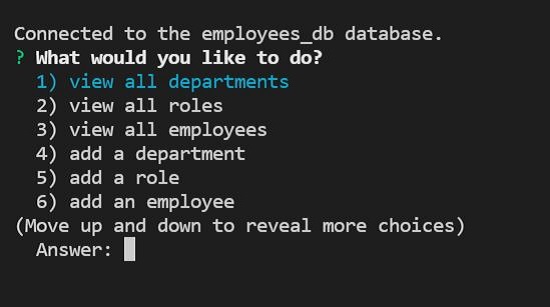 Connected to the employees_db database.
? What would you like to do?
1) view all departments
2) view all roles
3) view all employees
4) add a department
5) add a role
6) add an employee
(Move up and down to reveal more choices)
Answer: